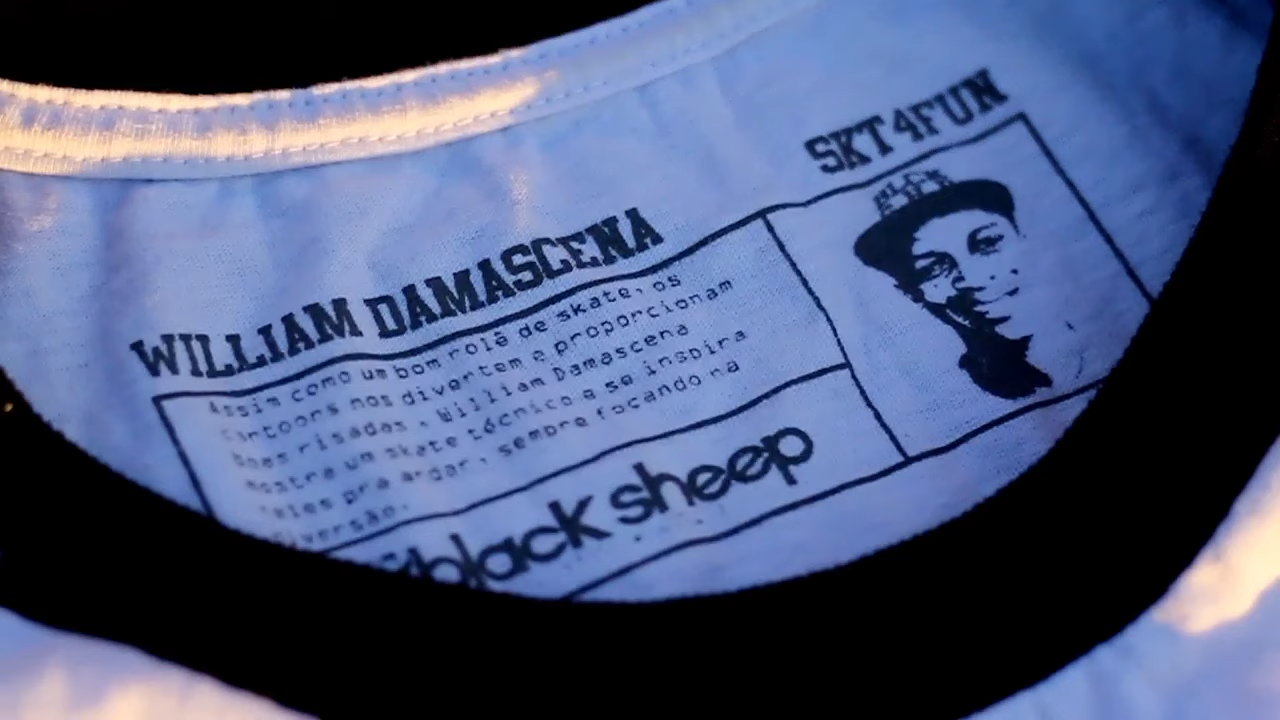 SKT4FUN
WILLIAM DAMASCENA
Assim como um bom rolê de skate, os
Cartoons nos divertem e proporcionam
boas risadas, William Damascena
mostra um skate técnico e se inspira
neles pra andar, sempre focando na
diversão.
black sheep